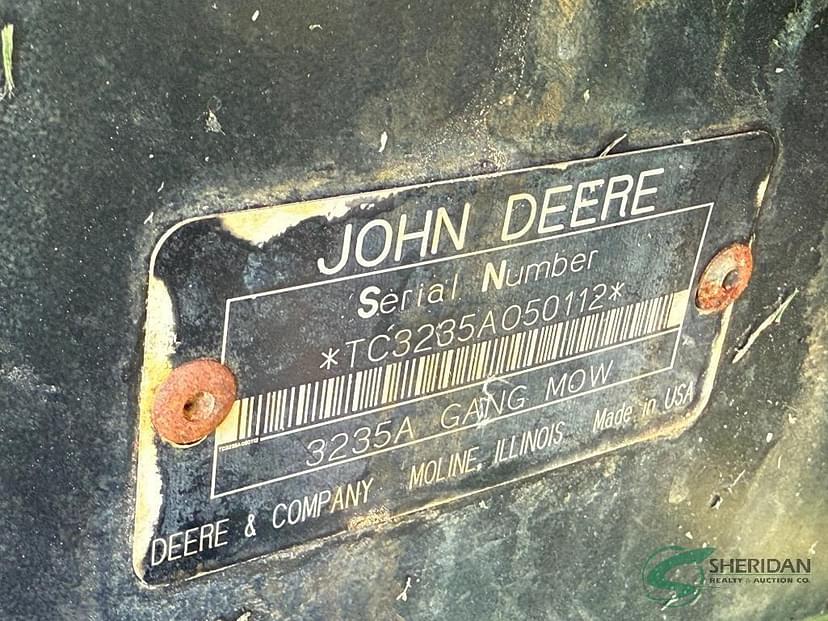 JOHN DEERE
Serial Number
*TC3235A050112*
TC3235A050112
3235A GANG MOW
DEERE & COMPANY MOLINE, ILLINOIS Made in USA
SHERIDAN
REALTY & AUCTION CO.